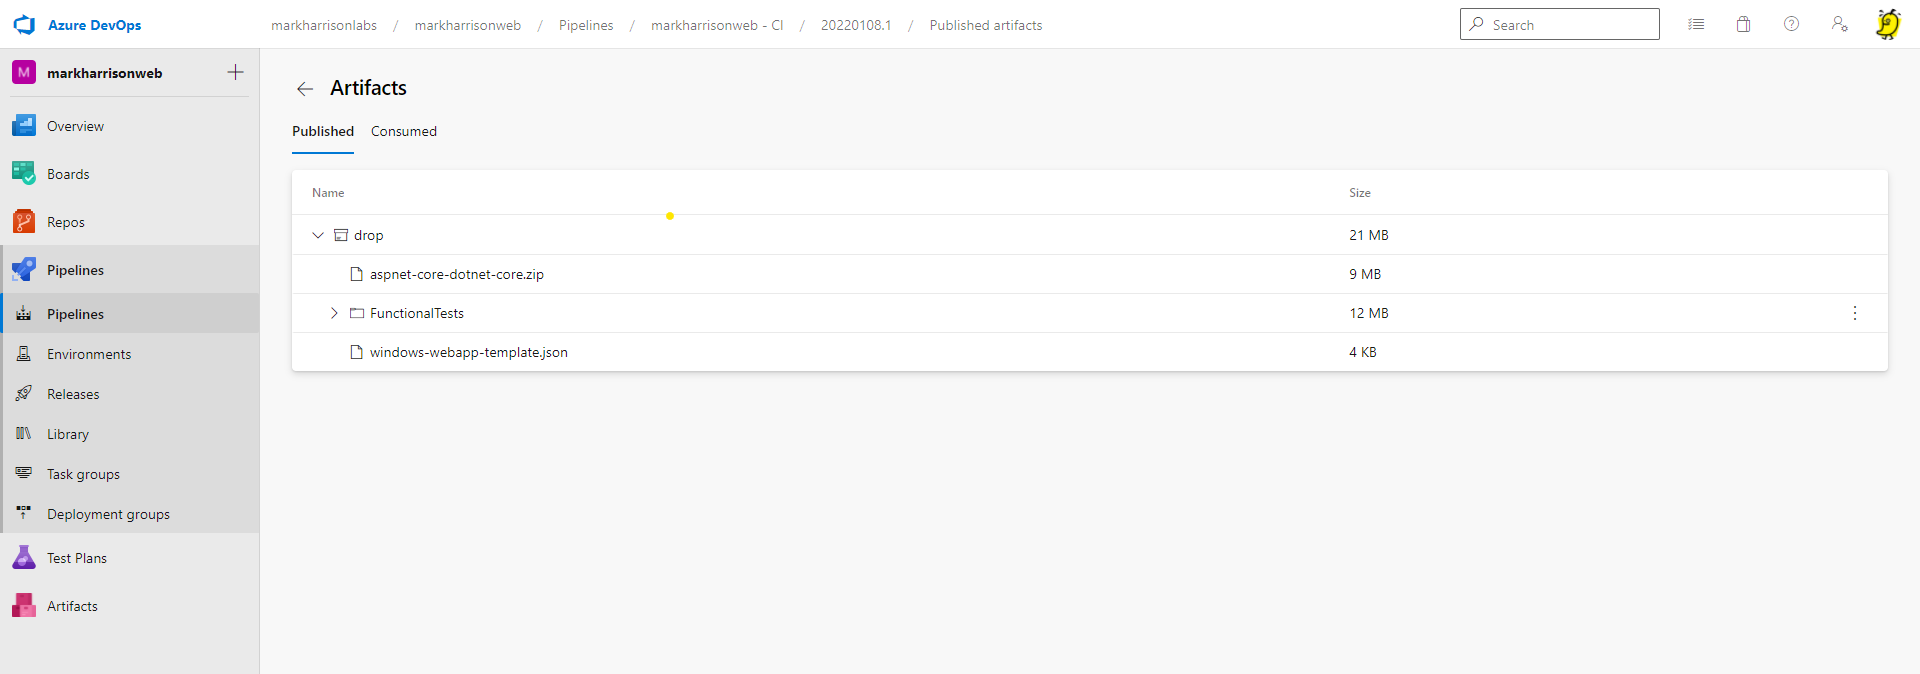 Azure DevOps
markharrisonlabs / markharrisonweb / Pipelines / markharrisonweb - CI / 20220108.1 / Published artifacts
Search
M markharrisonweb
Overview
Boards
Repos
Pipelines
Pipelines
Environments
Releases
Library
Task groups
Deployment groups
Test Plans
Artifacts
Artifacts
Published Consumed
Name Size
drop 21 MB
aspnet-core-dotnet-core.zip 9 MB
FunctionalTests 12 MB
windows-webapp-template.json 4 KB